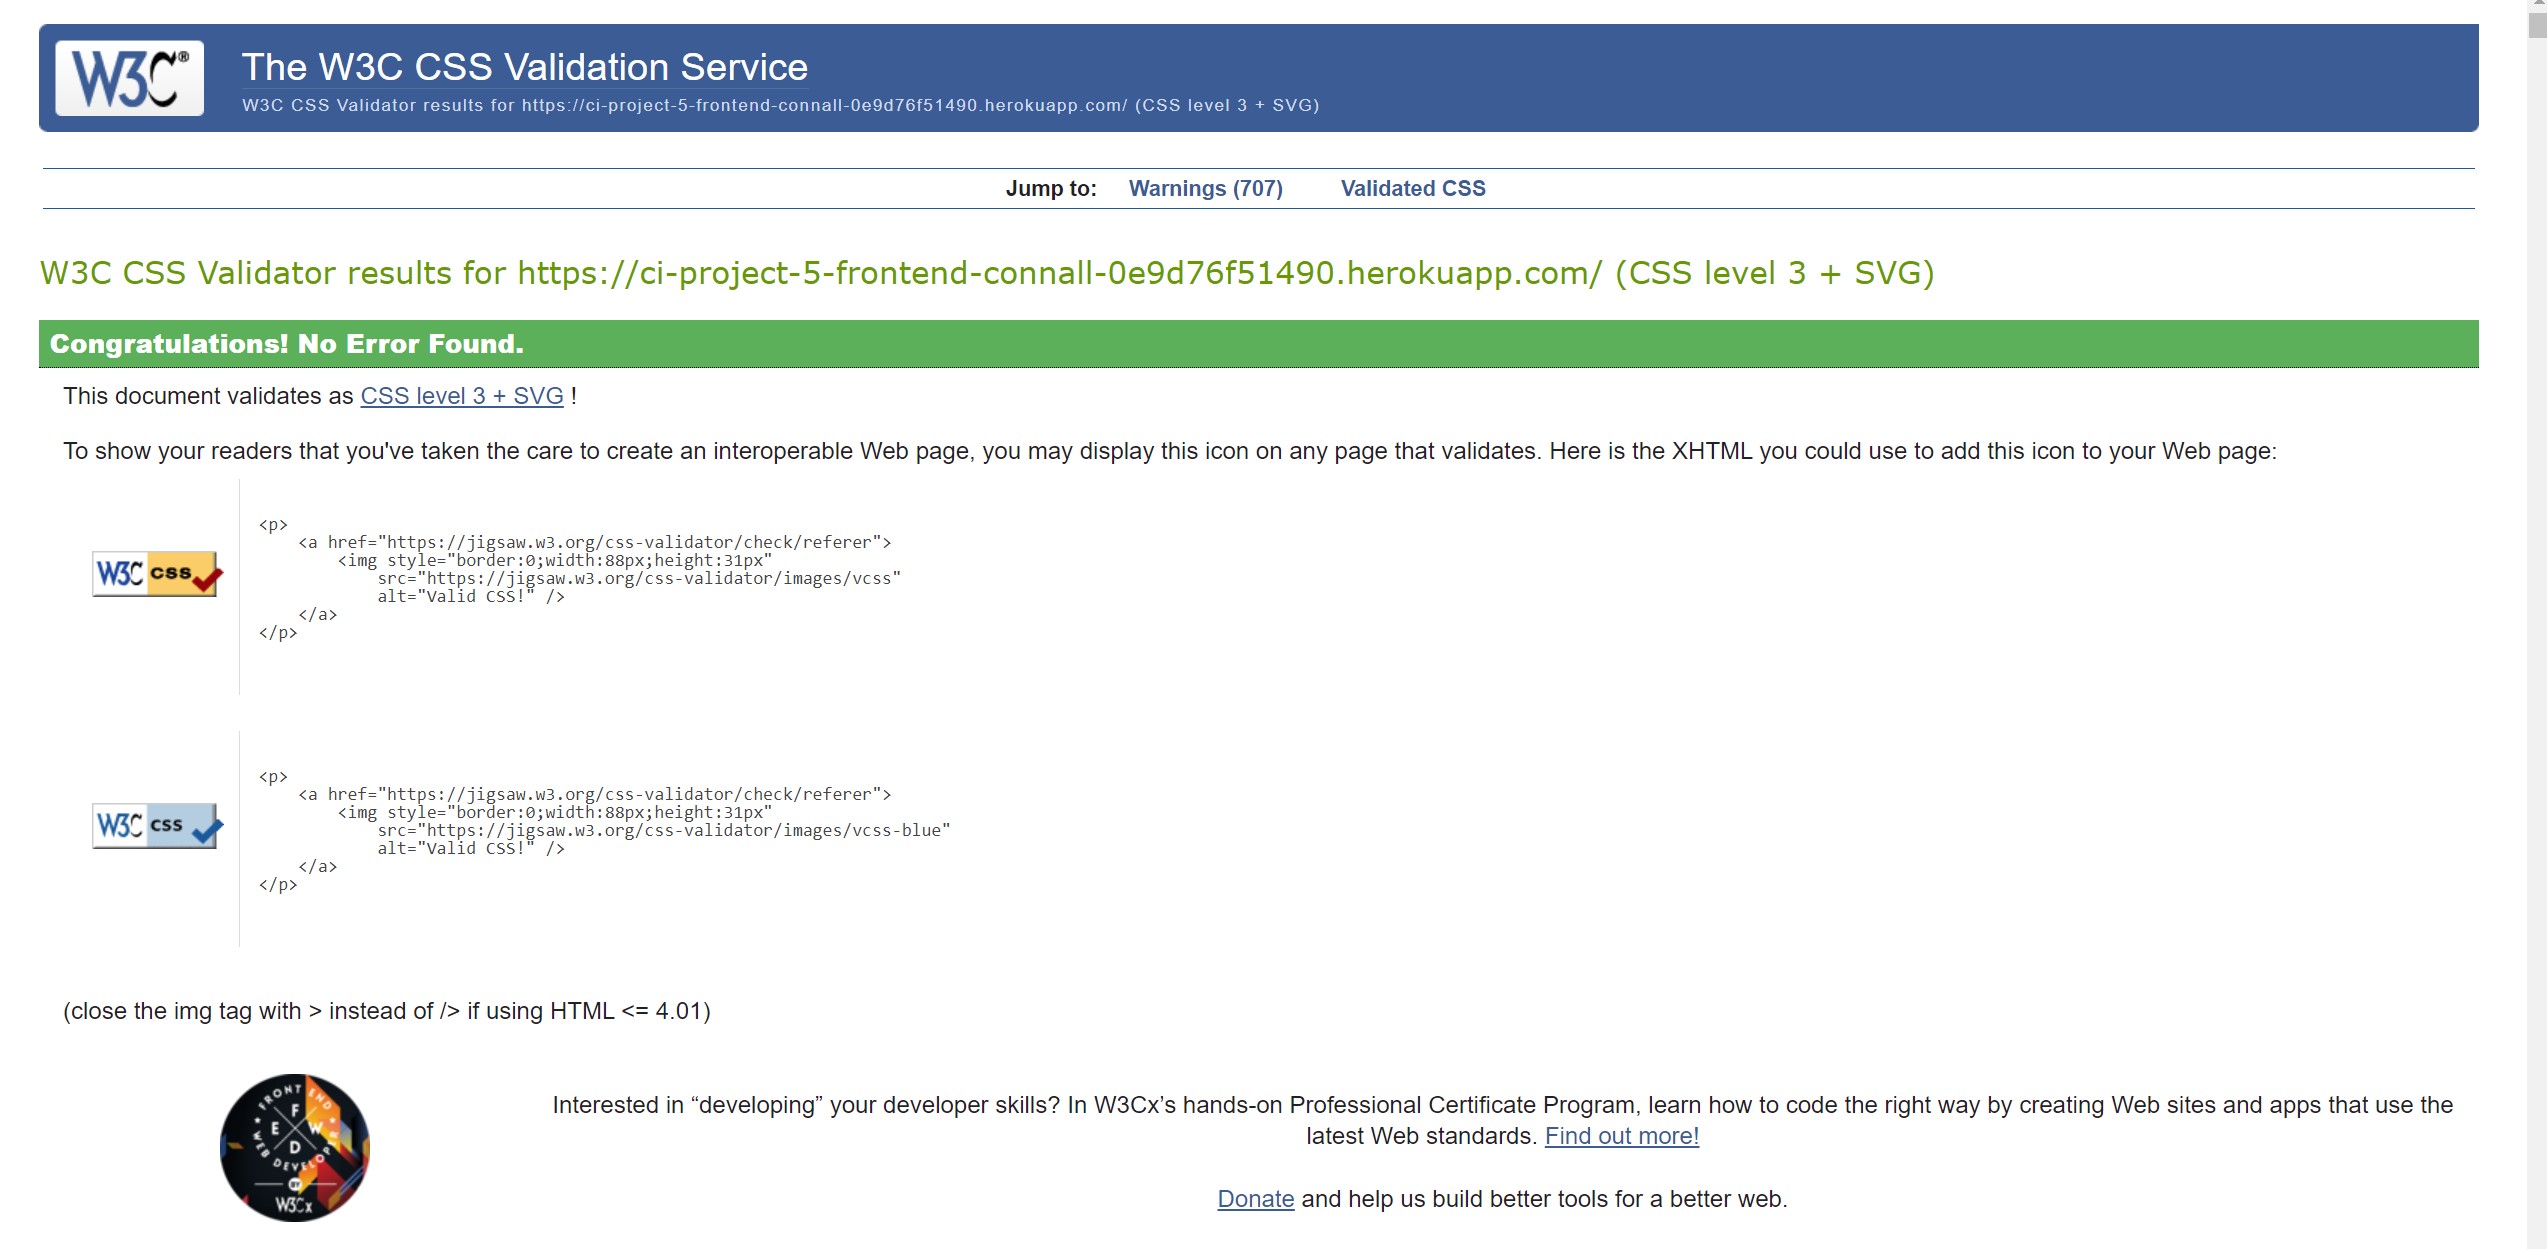 W3C®
The W3C CSS Validation Service
W3C CSS Validator results for https://ci-project-5-frontend-connall-0e9d76f51490.herokuapp.com/ (CSS level 3 + SVG)
Jump to: Warnings (707) Validated CSS
W3C CSS Validator results for https://ci-project-5-frontend-connall-0e9d76f51490.herokuapp.com/ (CSS level 3 + SVG)
Congratulations! No Error Found.
This document validates as CSS level 3 + SVG !
To show your readers that you've taken the care to create an interoperable Web page, you may display this icon on any page that validates. Here is the XHTML you could use to add this icon to your Web page:
W3C css
<p>
<a href="https://jigsaw.w3.org/css-validator/check/referer">
<img style="border:0;width:88px;height:31px"
src="https://jigsaw.w3.org/css-validator/images/vcss"
alt="Valid CSS!" />
</a>
</p>
W3C css
<p>
<a href="https://jigsaw.w3.org/css-validator/check/referer">
<img style="border:0;width:88px;height:31px"
src="https://jigsaw.w3.org/css-validator/images/vcss-blue"
alt="Valid CSS!" />
</a>
</p>
(close the img tag with > instead of /> if using HTML <= 4.01)
FRONT END
F E W D
WEB DEVELOPER
BY
W3Cx
Interested in “developing” your developer skills? In W3Cx’s hands-on Professional Certificate Program, learn how to code the right way by creating Web sites and apps that use the
latest Web standards. Find out more!
Donate and help us build better tools for a better web.